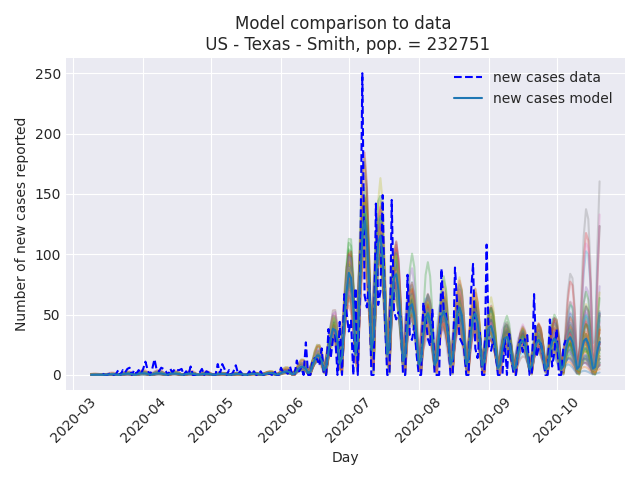 Model comparison to data
US - Texas - Smith, pop. = 232751
250
200
150
100
50
0
Number of new cases reported
new cases data
new cases model
2020-03
2020-04
2020-05
2020-06
2020-07
2020-08
2020-09
2020-10
Day